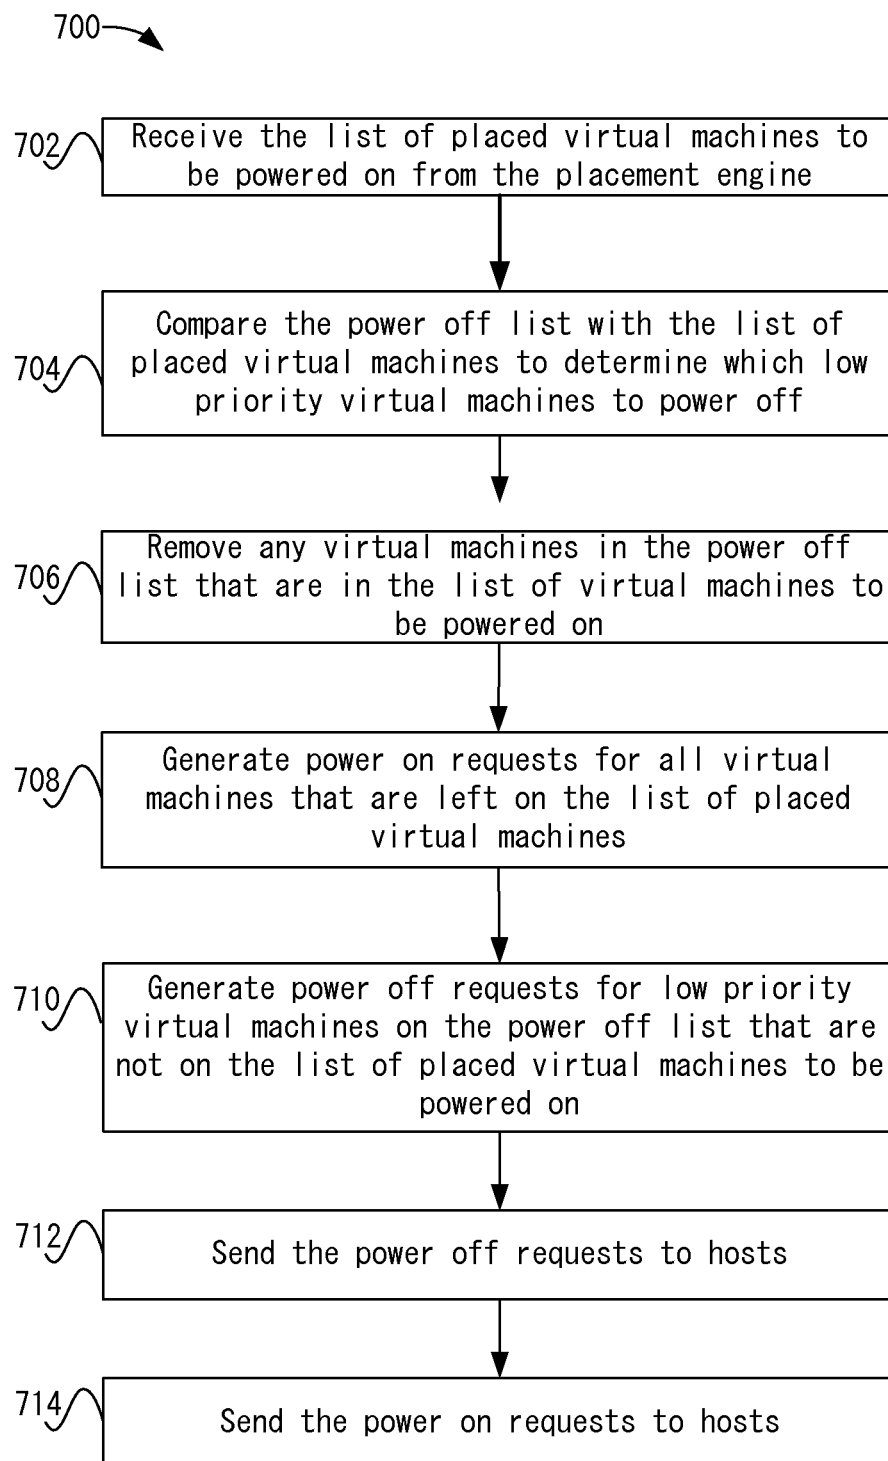 700
702
Receive the list of placed virtual machines to
be powered on from the placement engine
704
Compare the power off list with the list of
placed virtual machines to determine which low
priority virtual machines to power off
706
Remove any virtual machines in the power off
list that are in the list of virtual machines to
be powered on
708
Generate power on requests for all virtual
machines that are left on the list of placed
virtual machines
710
Generate power off requests for low priority
virtual machines on the power off list that are
not on the list of placed virtual machines to be
powered on
712
Send the power off requests to hosts
714
Send the power on requests to hosts